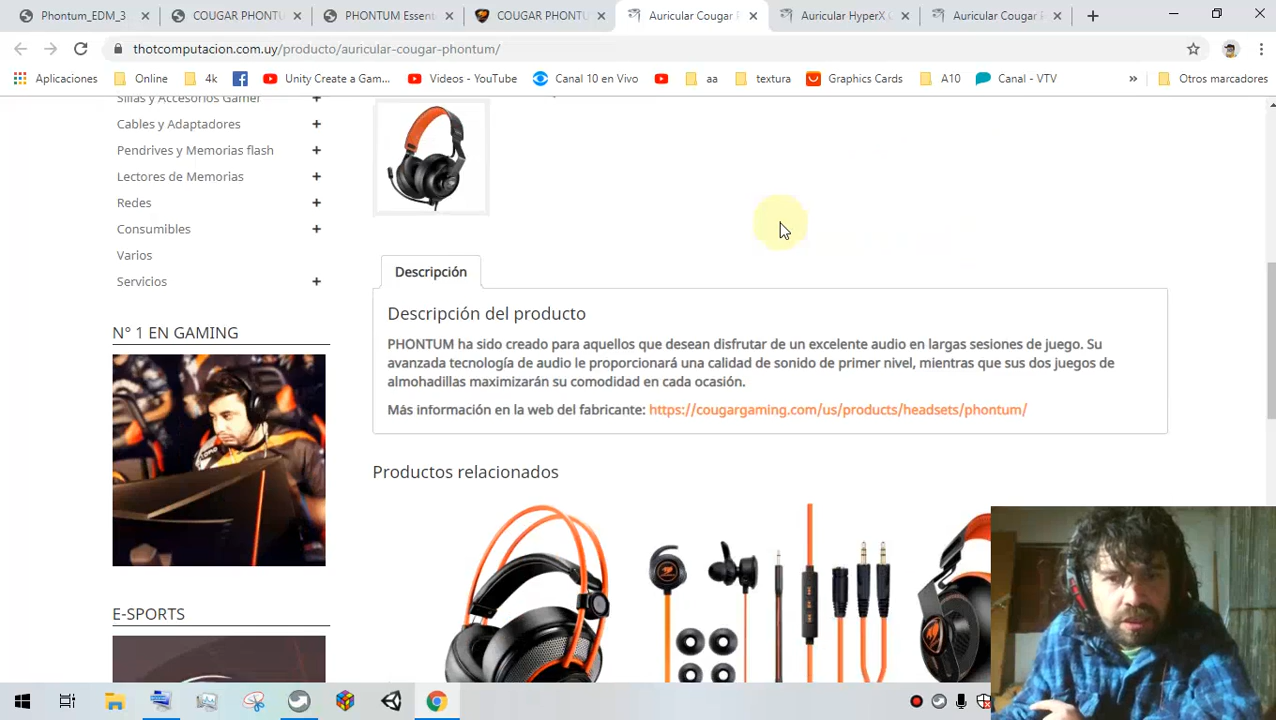 Phontum_EDM_3
COUGAR PHONTU
PHONTUM Essent
COUGAR PHONTU
Auricular Cougar P
Auricular HyperX C
Auricular Cougar P
thotcomputacion.com.uy/producto/auricular-cougar-phontum/
Aplicaciones
Online
4k
Unity Create a Gam...
Videos - YouTube
Canal 10 en Vivo
aa
textura
Graphics Cards
A10
Canal - VTV
»
Otros marcadores
Sillas y Accesorios Gamer
Cables y Adaptadores
Pendrives y Memorias flash
Lectores de Memorias
Redes
Consumibles
Varios
Servicios
N° 1 EN GAMING
E-SPORTS
Descripción
Descripción del producto
PHONTUM ha sido creado para aquellos que desean disfrutar de un excelente audio en largas sesiones de juego. Su
avanzada tecnología de audio le proporcionará una calidad de sonido de primer nivel, mientras que sus dos juegos de
almohadillas maximizarán su comodidad en cada ocasión.
Más información en la web del fabricante: https://cougargaming.com/us/products/headsets/phontum/
Productos relacionados